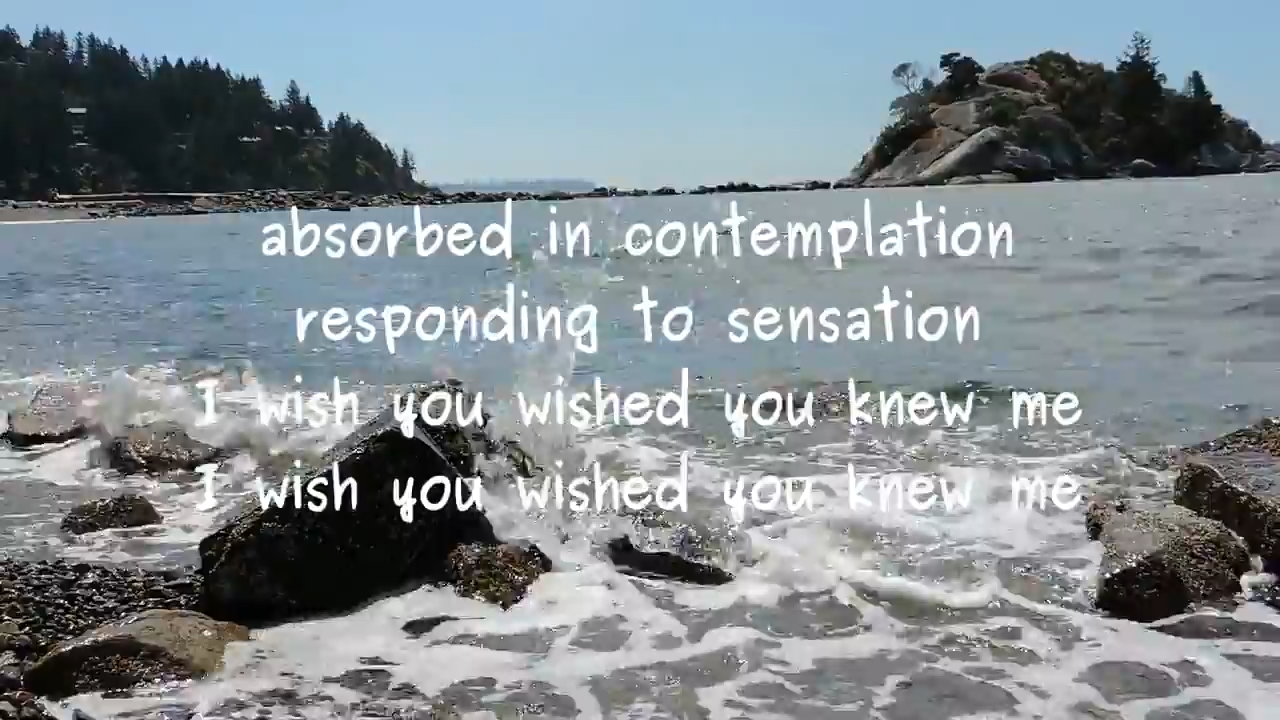 absorbed in contemplation
responding to sensation
I wish you wished you knew me
I wish you wished you knew me